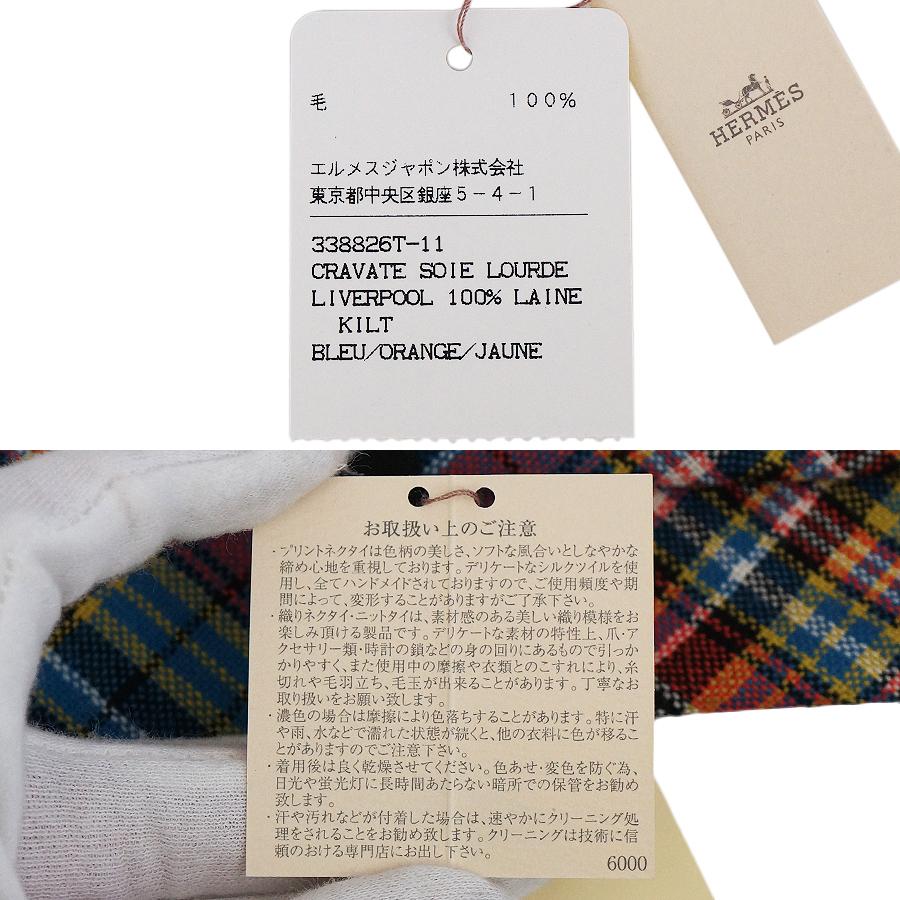 毛 100%
エルメスジャポン株式会社
東京都中央区銀座5-4-1
338826T-11
CRAVATE SOIE LOURDE
LIVERPOOL 100% LAINE
KILT
BLEU/ORANGE/JAUNE
HERMÈS
PARIS
お取扱い上のご注意
・プリントネクタイは色柄の美しさ、ソフトな風合いとしなやかな
締め心地を重視しております。デリケートなシルクツイルを使
用し、全てハンドメイドされておりますので、ご使用頻度や期
間によって、変形することがありますがご了承下さい。
・織りネクタイ・ニットタイは、素材感のある美しい織り模様をお
楽しみ頂ける製品です。デリケートな素材の特性上、爪・ア
クセサリー類・時計の鎖などの身の回りにあるもので引っか
かりやすく、また使用中の摩擦や衣類とのこすれにより、糸
切れや毛羽立ち、毛玉が出来ることがあります。丁寧なお
取り扱いをお願い致します。
・濃色の場合は摩擦により色落ちすることがあります。特に汗
や雨、水などで濡れた状態が続くと、他の衣料に色が移るこ
とがありますのでご注意下さい。
・着用後は良く乾燥させてください。色あせ・変色を防ぐ為、
日光や蛍光灯に長時間あたらない暗所での保管をお勧め
致します。
・汗や汚れなどが付着した場合は、速やかにクリーニング処
理をされることをお勧め致します。クリーニングは技術に信
頼のおける専門店にお出し下さい。
6000